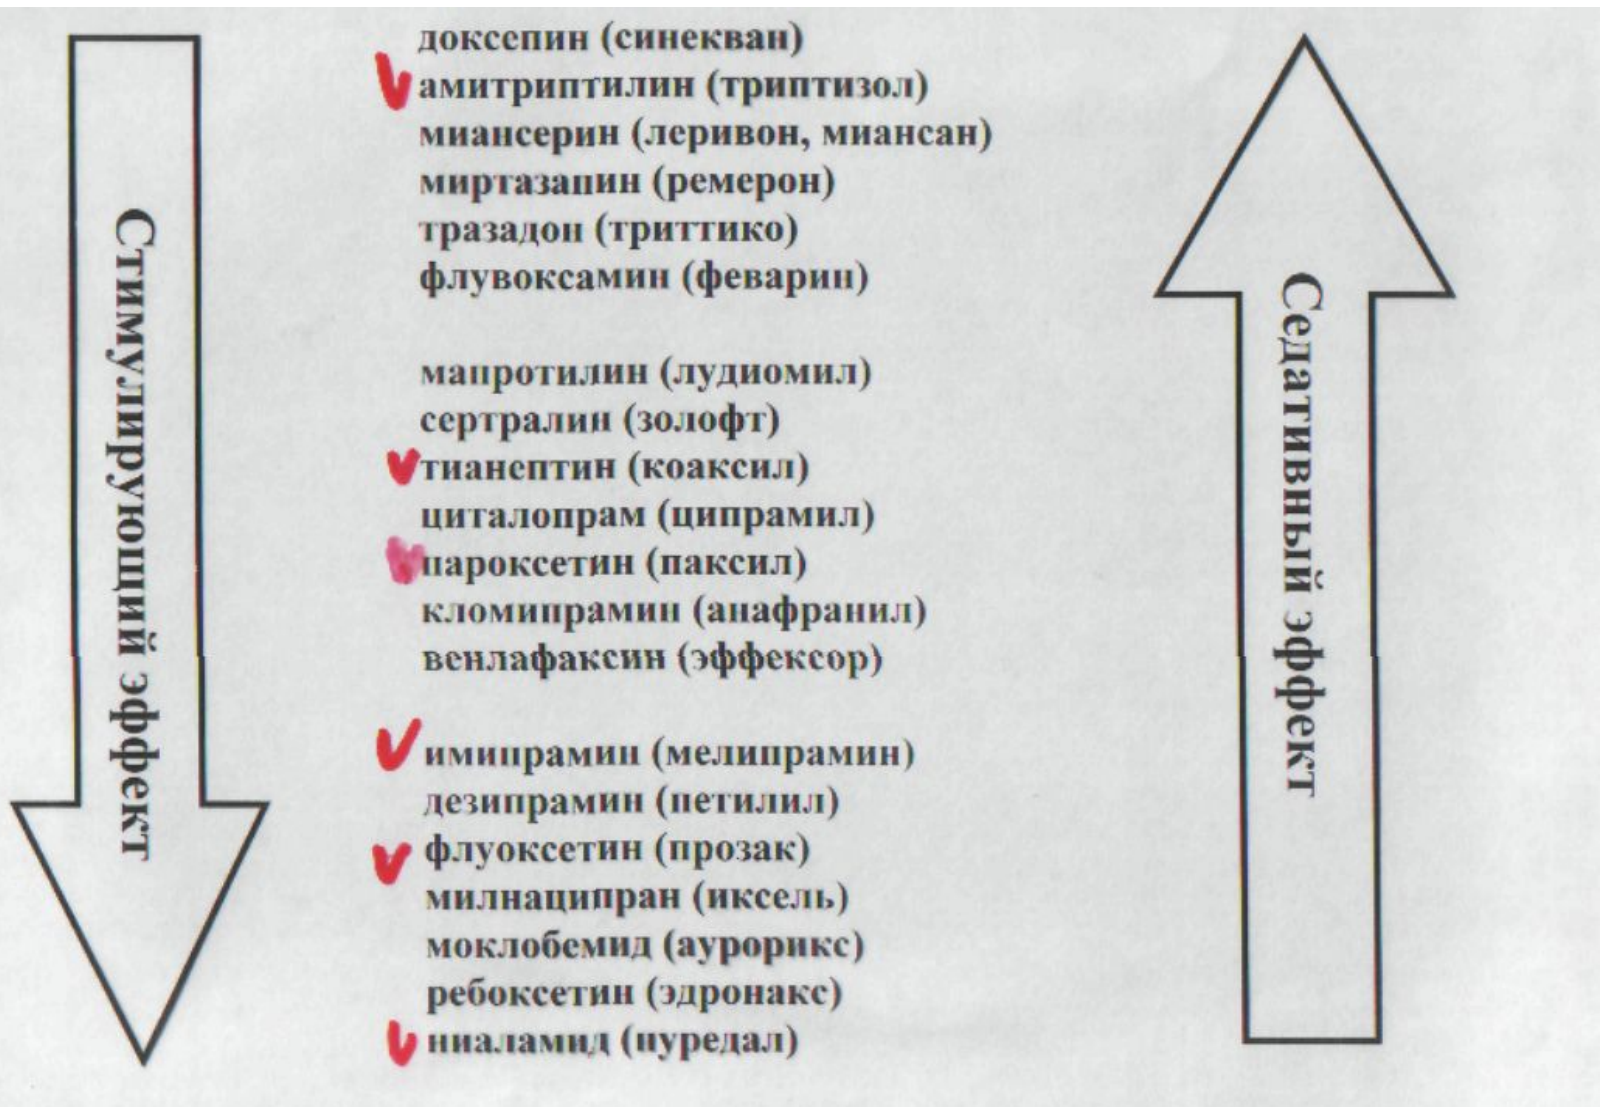 Стимулирующий эффект
доксепин (синекван)
амитриптилин (триптизол)
миансерин (леривон, миансан)
миртазапин (ремерон)
тразадон (триттико)
флувоксамин (феварин)
мапротилин (лудиомил)
сертралин (золофт)
тианептин (коаксил)
циталопрам (ципрамил)
пароксетин (паксил)
кломипрамин (анафранил)
венлафаксин (эффексор)
имипрамин (мелипрамин)
дезипрамин (петилил)
флуоксетин (прозак)
милнаципран (иксель)
моклобемид (аурорикс)
ребоксетин (эдронакс)
ниаламид (нуредал)
Седативный эффект